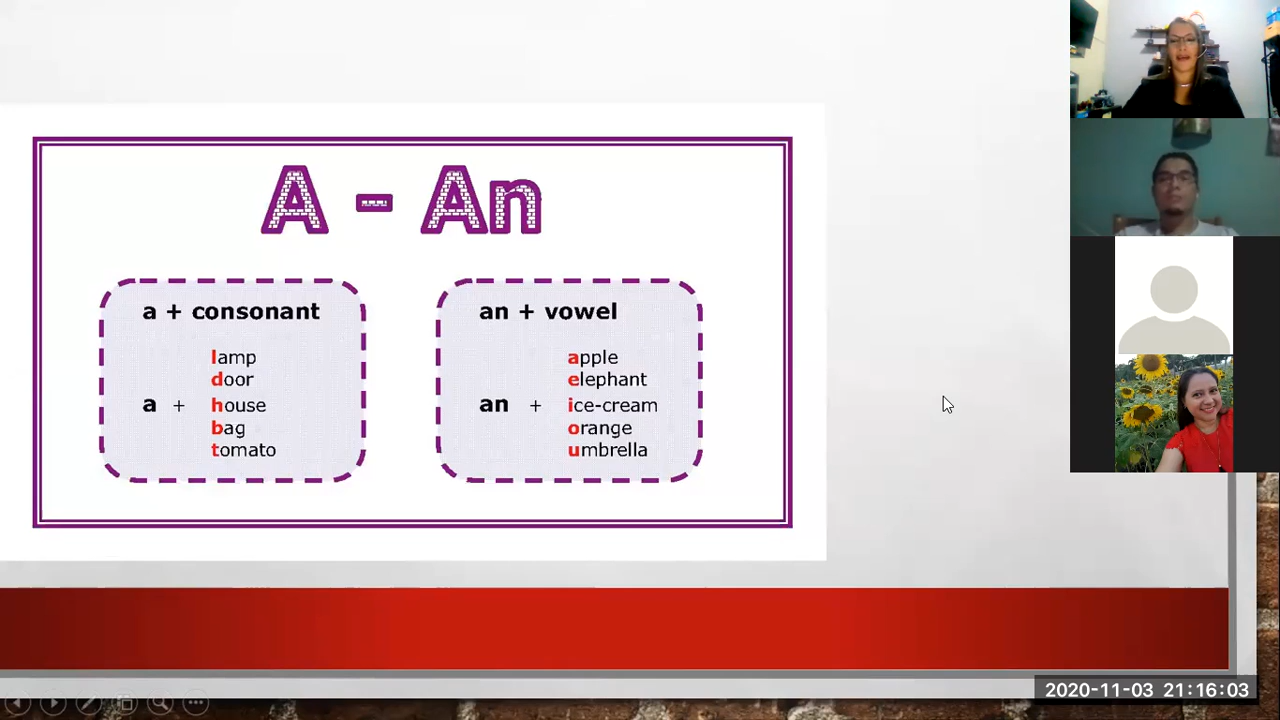 A - An
a + consonant
lamp
door
a + house
bag
tomato
an + vowel
apple
elephant
an + ice-cream
orange
umbrella
2020-11-03 21:16:03